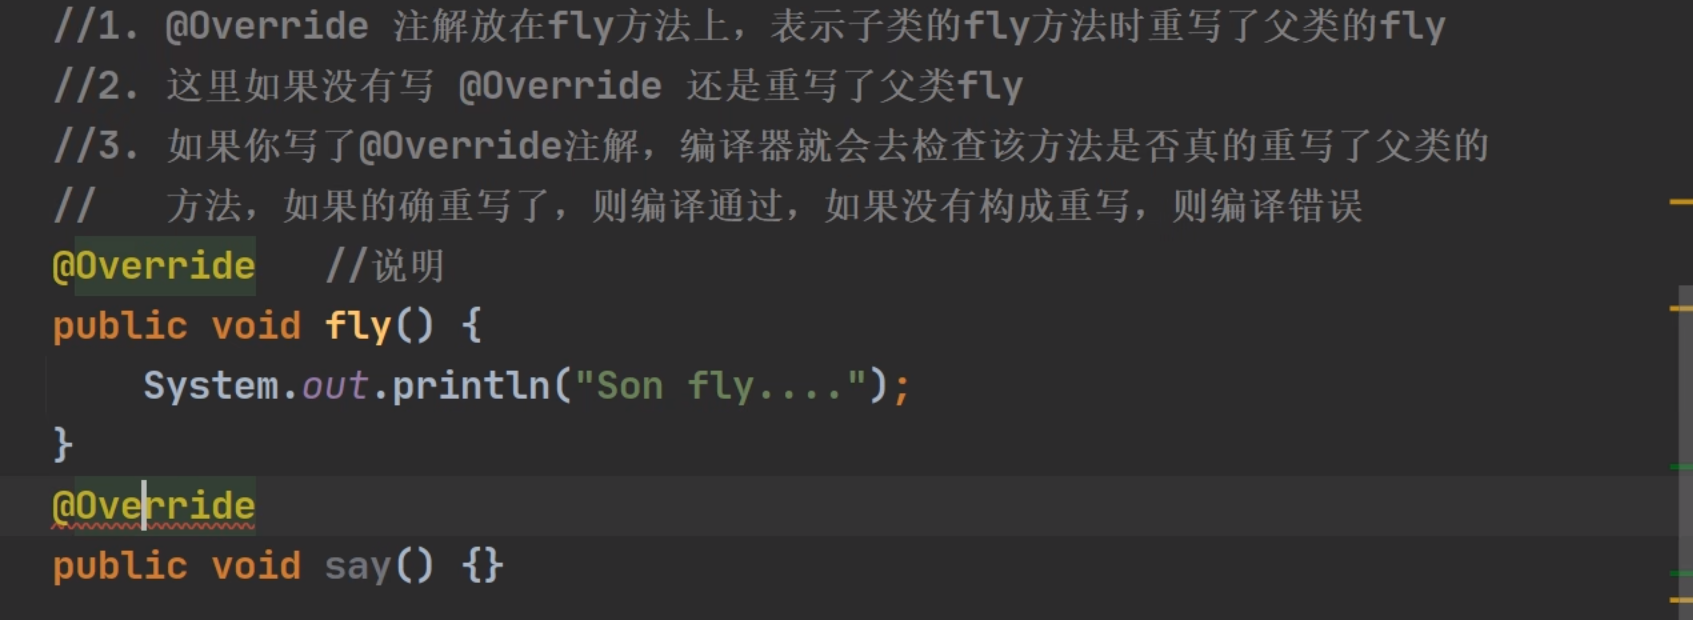 //1. @Override 注解放在fly方法上，表示子类的fly方法时重写了父类的fly
//2. 这里如果没有写 @Override 还是重写了父类fly
//3. 如果你写了@Override注解，编译器就会去检查该方法是否真的重写了父类的
//   方法，如果的确重写了，则编译通过，如果没有构成重写，则编译错误
@Override   //说明
public void fly() {
    System.out.println("Son fly....");
}
@Override
public void say() {}